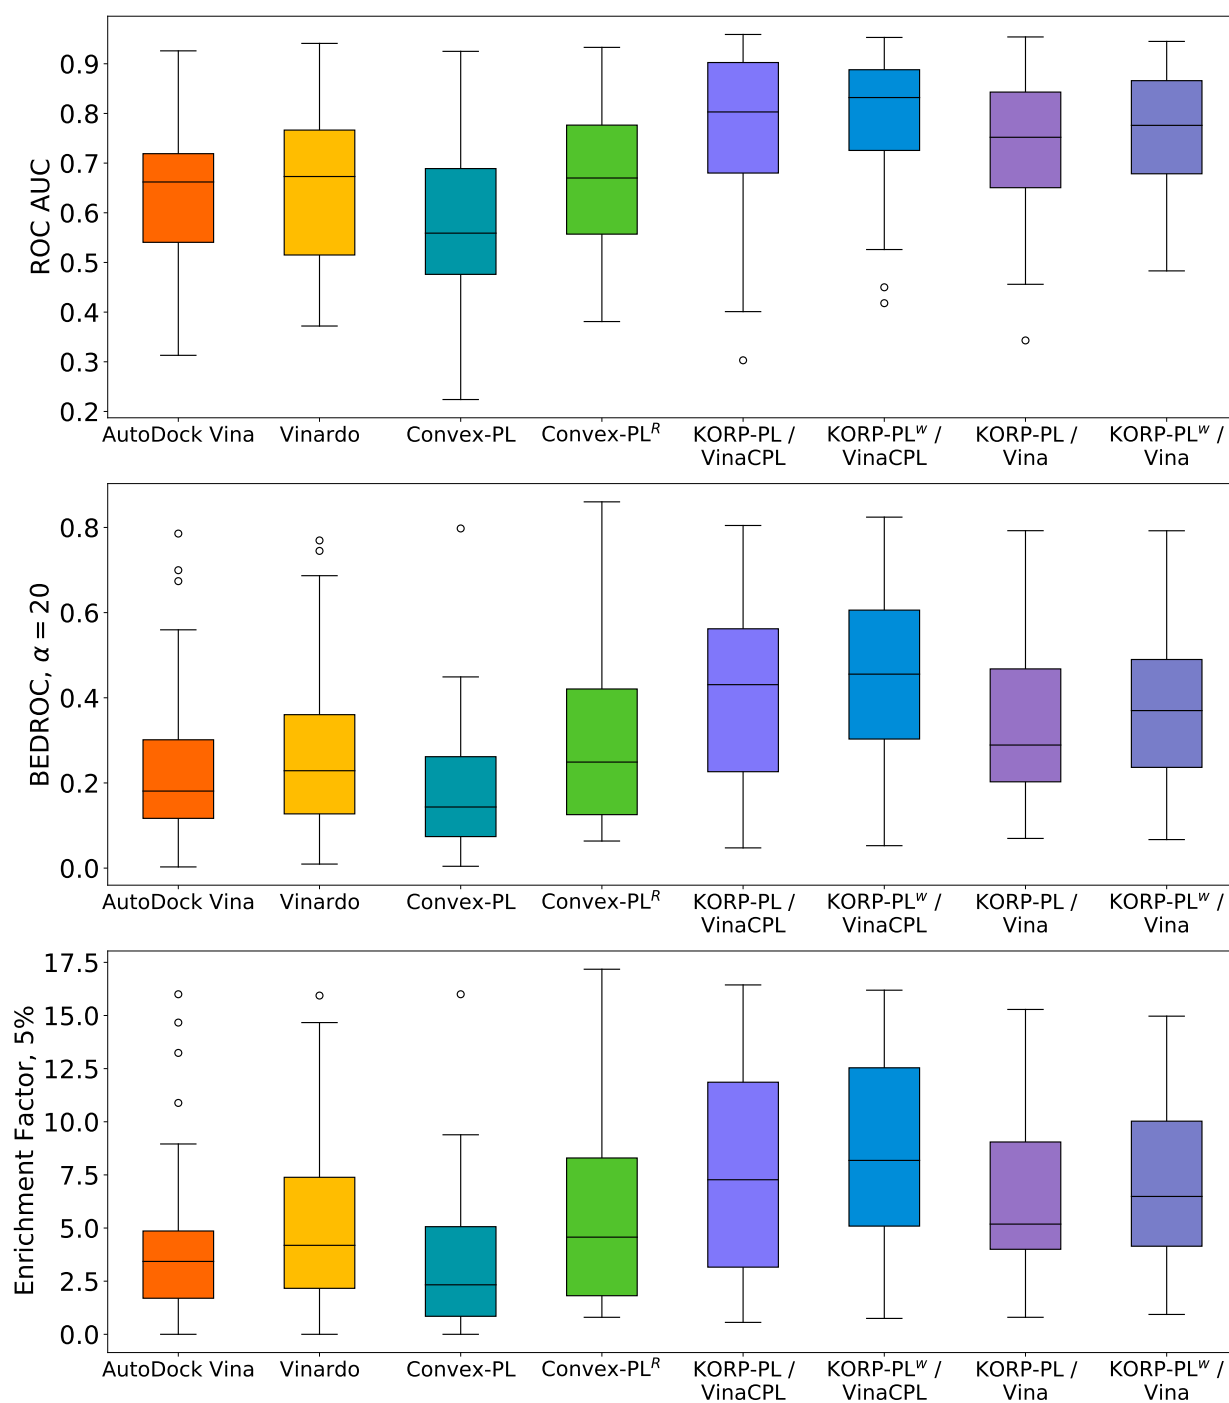 0.9
0.8
0.7
0.6
0.5
0.4
0.3
0.2
ROC AUC
AutoDock Vina
Vinardo
Convex-PL
Convex-PL^R
KORP-PL /
VinaCPL
KORP-PL^w /
VinaCPL
KORP-PL /
Vina
KORP-PL^w /
Vina
0.8
0.6
0.4
0.2
0.0
BEDROC, α = 20
AutoDock Vina
Vinardo
Convex-PL
Convex-PL^R
KORP-PL /
VinaCPL
KORP-PL^w /
VinaCPL
KORP-PL /
Vina
KORP-PL^w /
Vina
17.5
15.0
12.5
10.0
7.5
5.0
2.5
0.0
Enrichment Factor, 5%
AutoDock Vina
Vinardo
Convex-PL
Convex-PL^R
KORP-PL /
VinaCPL
KORP-PL^w /
VinaCPL
KORP-PL /
Vina
KORP-PL^w /
Vina